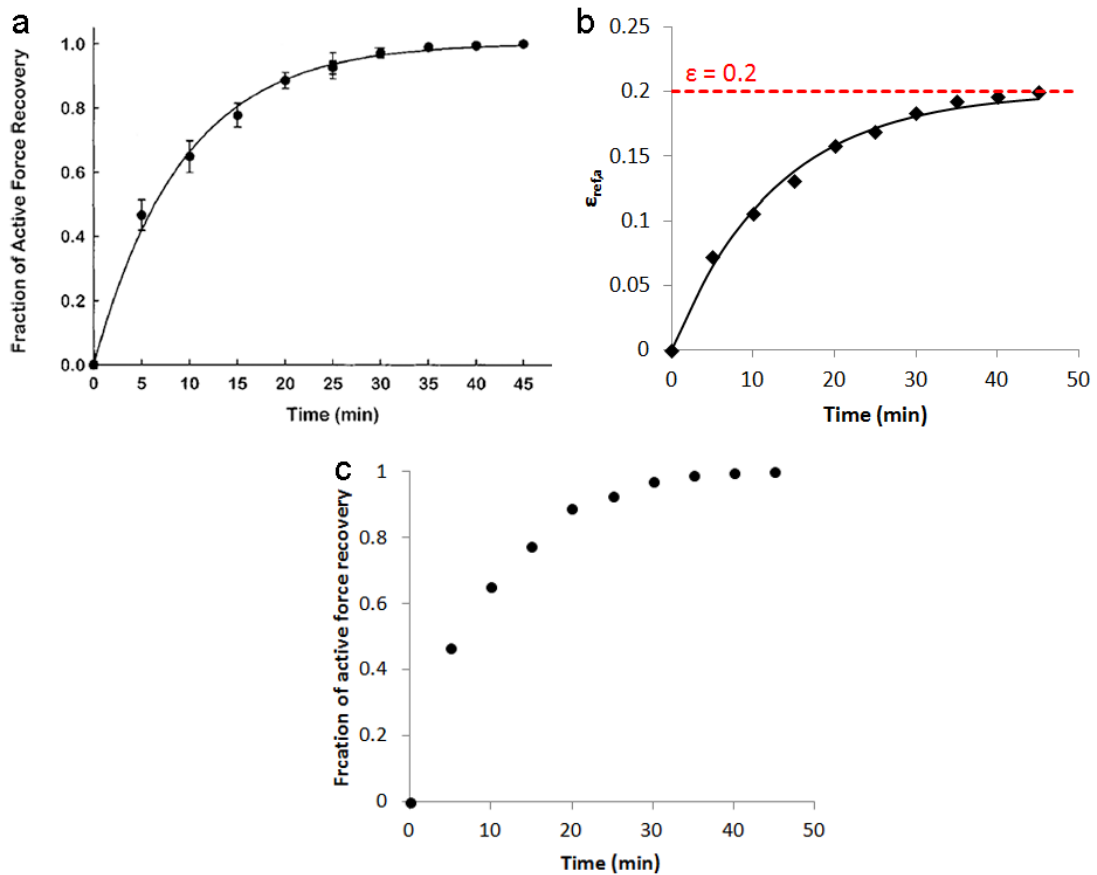 a
Fraction of Active Force Recovery
1.0
0.8
0.6
0.4
0.2
0.0
0 5 10 15 20 25 30 35 40 45
Time (min)
b
ε = 0.2
εref,a
0.2
0.15
0.1
0.05
0
0 10 20 30 40 50
Time (min)
c
Frcation of active force recovery
1
0.8
0.6
0.4
0.2
0
0 10 20 30 40 50
Time (min)